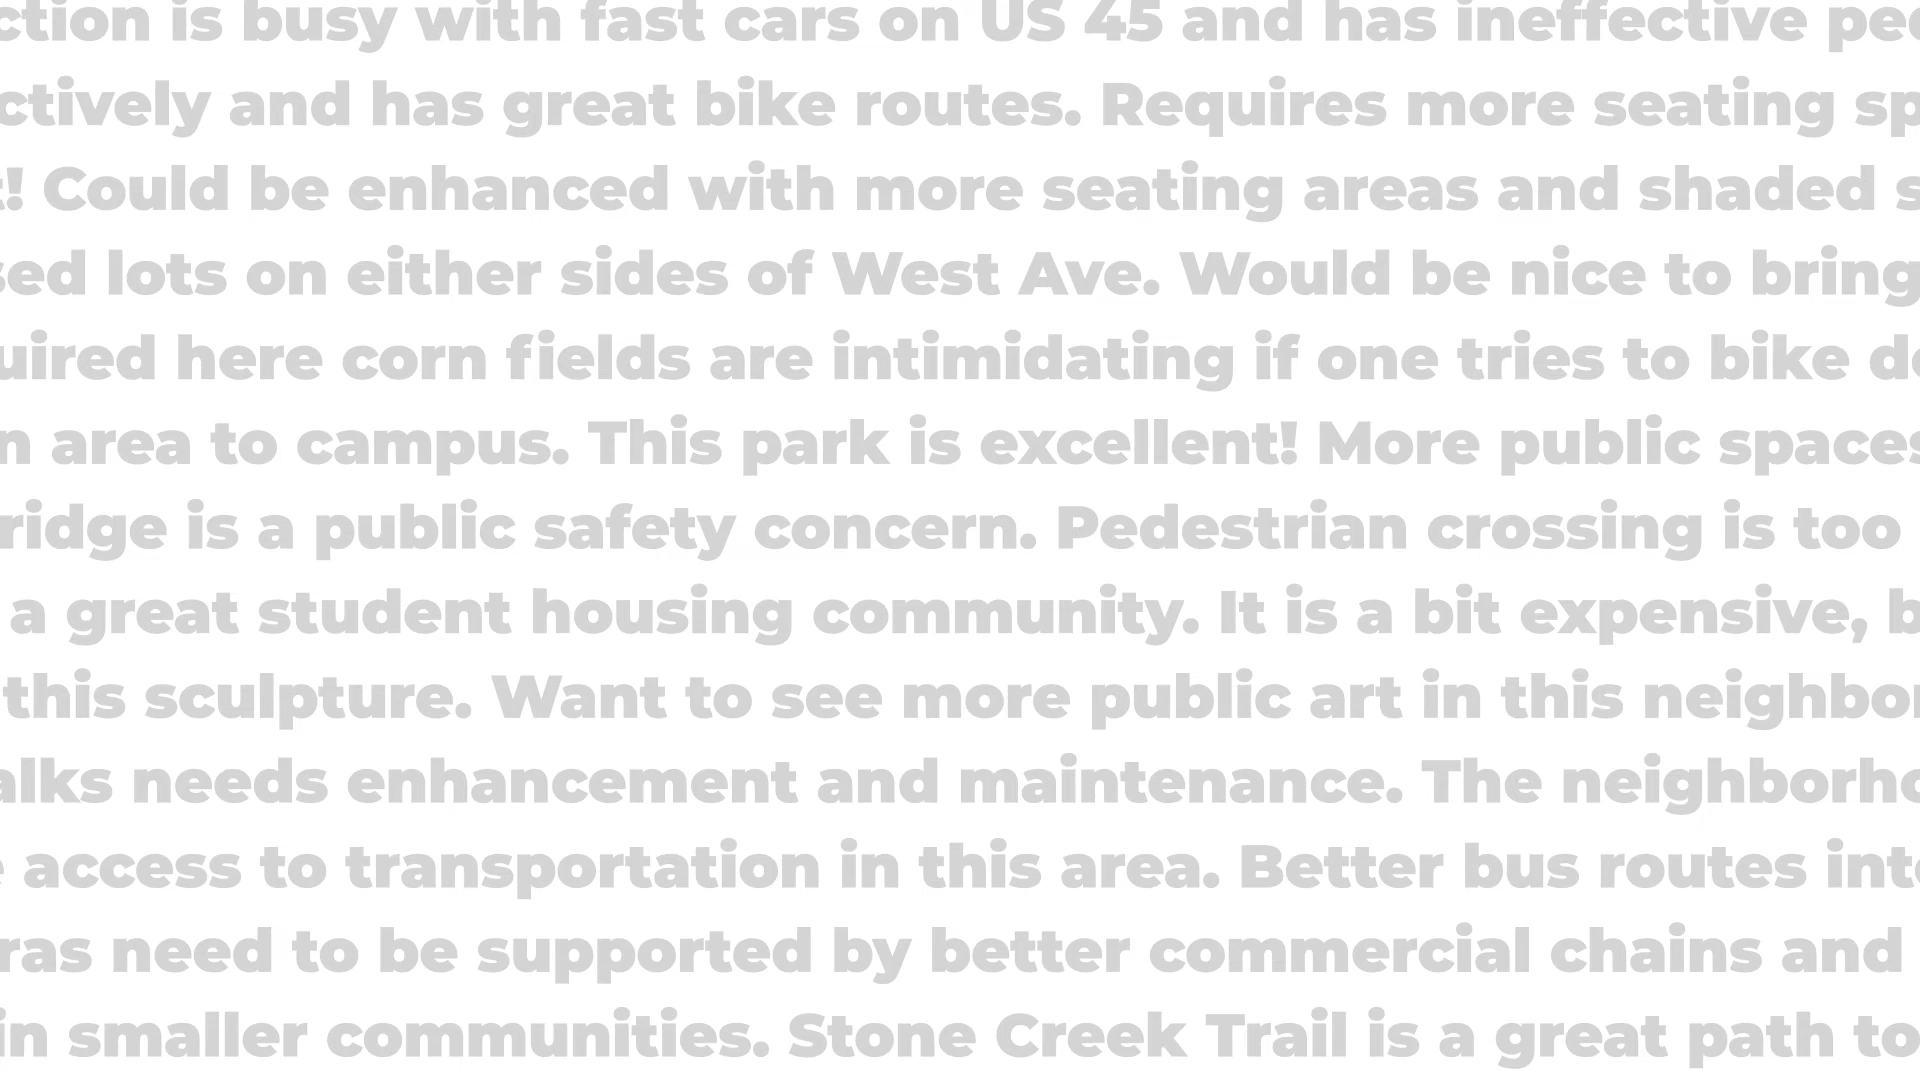 ction is busy with fast cars on US 45 and has ineffective pec
ctively and has great bike routes. Requires more seating sp
t! Could be enhanced with more seating areas and shaded s
sed lots on either sides of West Ave. Would be nice to bring
uired here corn fields are intimidating if one tries to bike do
n area to campus. This park is excellent! More public spaces
ridge is a public safety concern. Pedestrian crossing is too
a great student housing community. It is a bit expensive, b
this sculpture. Want to see more public art in this neighbor
alks needs enhancement and maintenance. The neighborho
e access to transportation in this area. Better bus routes inte
ras need to be supported by better commercial chains and
in smaller communities. Stone Creek Trail is a great path to